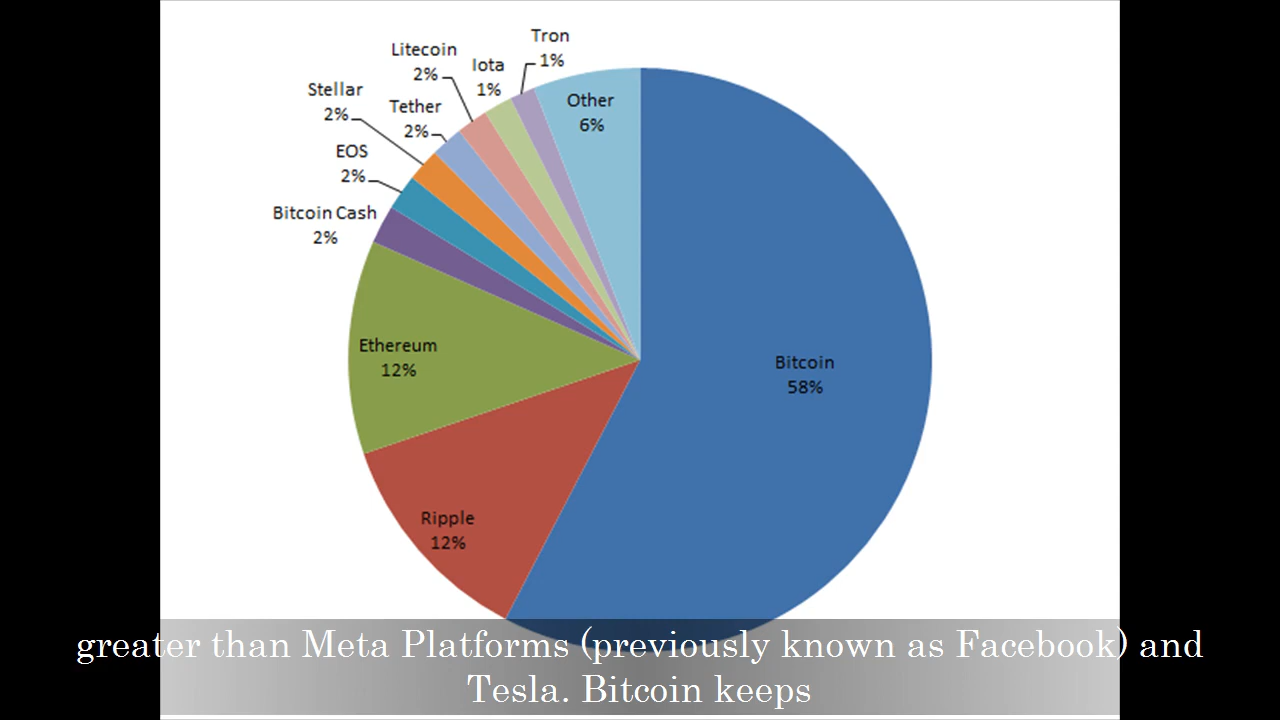 Tron
1%
Litecoin
2%
Iota
1%
Stellar
2%
Tether
2%
Other
6%
EOS
2%
Bitcoin Cash
2%
Ethereum
12%
Bitcoin
58%
Ripple
12%
greater than Meta Platforms (previously known as Facebook) and
Tesla. Bitcoin keeps